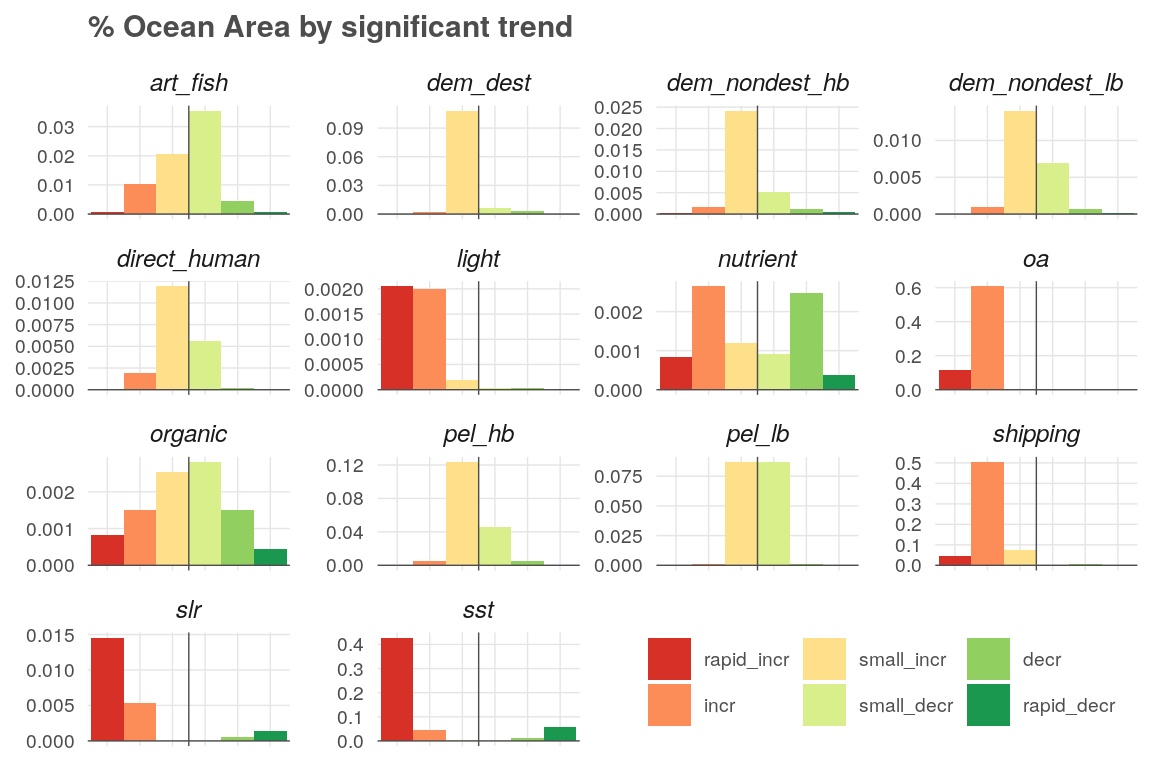 % Ocean Area by significant trend
art_fish dem_dest dem_nondest_hb dem_nondest_lb
0.03 0.02 0.01 0.00
0.09 0.06 0.03 0.00
0.025 0.020 0.015 0.010 0.005 0.000
0.010 0.005 0.000
direct_human light nutrient oa
0.0125 0.0100 0.0075 0.0050 0.0025 0.0000
0.0020 0.0015 0.0010 0.0005 0.0000
0.002 0.001 0.000
0.6 0.4 0.2 0.0
organic pel_hb pel_lb shipping
0.002 0.001 0.000
0.12 0.08 0.04 0.00
0.075 0.050 0.025 0.000
0.5 0.4 0.3 0.2 0.1 0.0
slr sst
0.015 0.010 0.005 0.000
0.4 0.3 0.2 0.1 0.0
rapid_incr small_incr decr
incr small_decr rapid_decr